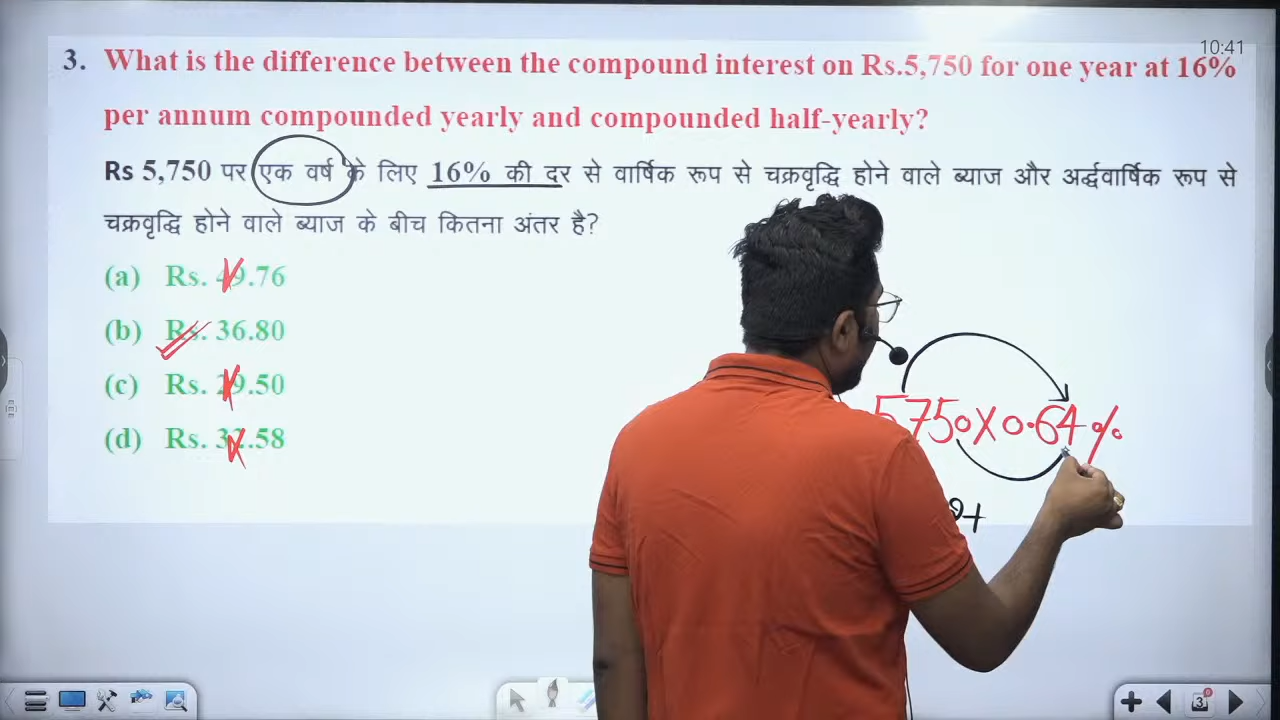 10:41
3. What is the difference between the compound interest on Rs.5,750 for one year at 16%
per annum compounded yearly and compounded half-yearly?
Rs 5,750 पर एक वर्ष के लिए 16% की दर से वार्षिक रूप से चक्रवृद्धि होने वाले ब्याज और अर्द्धवार्षिक रूप से
चक्रवृद्धि होने वाले ब्याज के बीच कितना अंतर है?
(a) Rs. 49.76
(b) Rs. 36.80
(c) Rs. 29.50
(d) Rs. 32.58
5750X0.64%
3